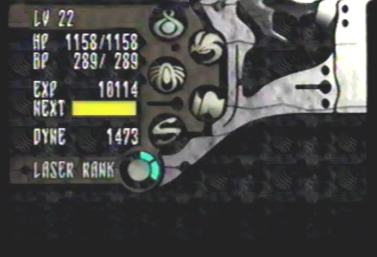 LV 22
HP 1158/1158
BP 289/ 289
EXP 10114
NEXT
DYNE 1473
LASER RANK